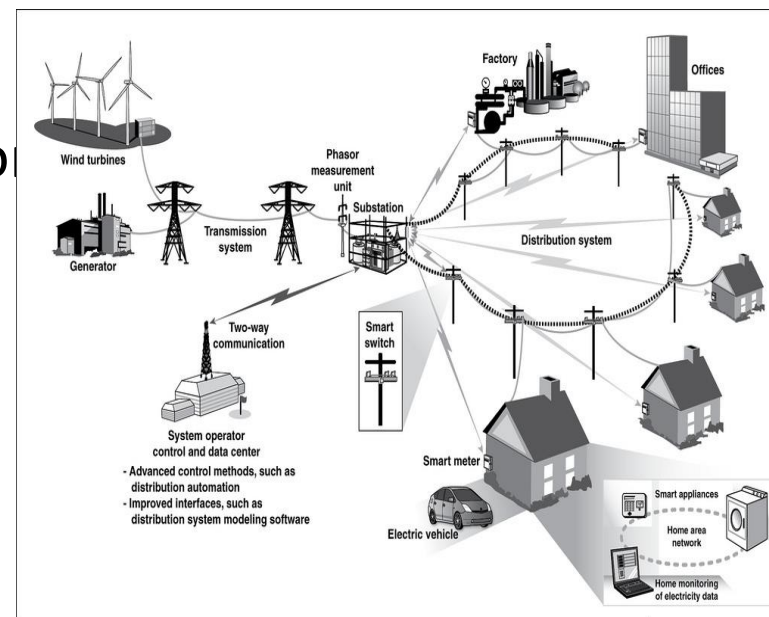 Factory
Offices
Wind turbines
Phasor
measurement
unit
Substation
Transmission
system
Generator
Distribution system
Two-way
communication
Smart
switch
System operator
control and data center
- Advanced control methods, such as
distribution automation
- Improved interfaces, such as
distribution system modeling software
Smart meter
Electric vehicle
Smart appliances
Home area
network
Home monitoring
of electricity data